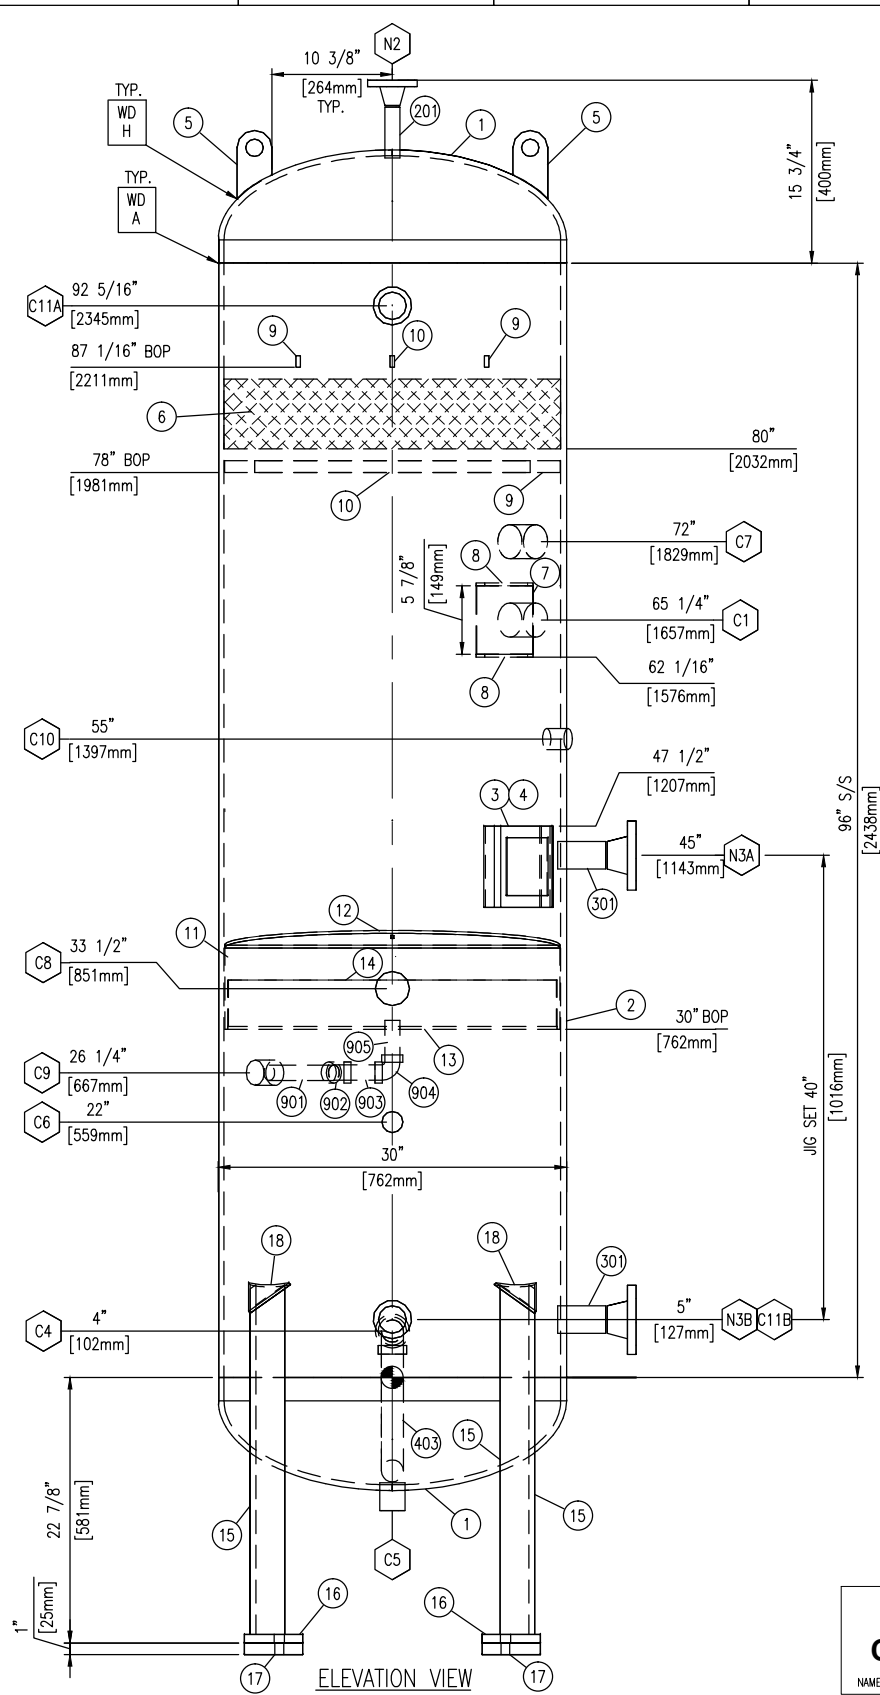 N2
10 3/8"
[264mm]
TYP.
TYP.
WD
H
5
201
1
5
15 3/4"
[400mm]
TYP.
WD
A
C11A
92 5/16"
[2345mm]
9
10
9
87 1/16" BOP
[2211mm]
6
80"
[2032mm]
78" BOP
[1981mm]
10
9
72"
[1829mm]
C7
5 7/8"
[149mm]
8
7
65 1/4"
[1657mm]
C1
62 1/16"
[1576mm]
8
C10
55"
[1397mm]
47 1/2"
[1207mm]
3
4
96" S/S
[2438mm]
45"
[1143mm]
N3A
301
12
11
C8
33 1/2"
[851mm]
14
2
30" BOP
[762mm]
905
13
C9
26 1/4"
[667mm]
901
902
903
904
C6
22"
[559mm]
JIG SET 40"
[1016mm]
30"
[762mm]
18
18
301
C4
4"
[102mm]
5"
[127mm]
N3B
C11B
403
15
22 7/8"
[581mm]
15
1
15
C5
1"
[25mm]
16
16
17
17
ELEVATION VIEW
C
NAME